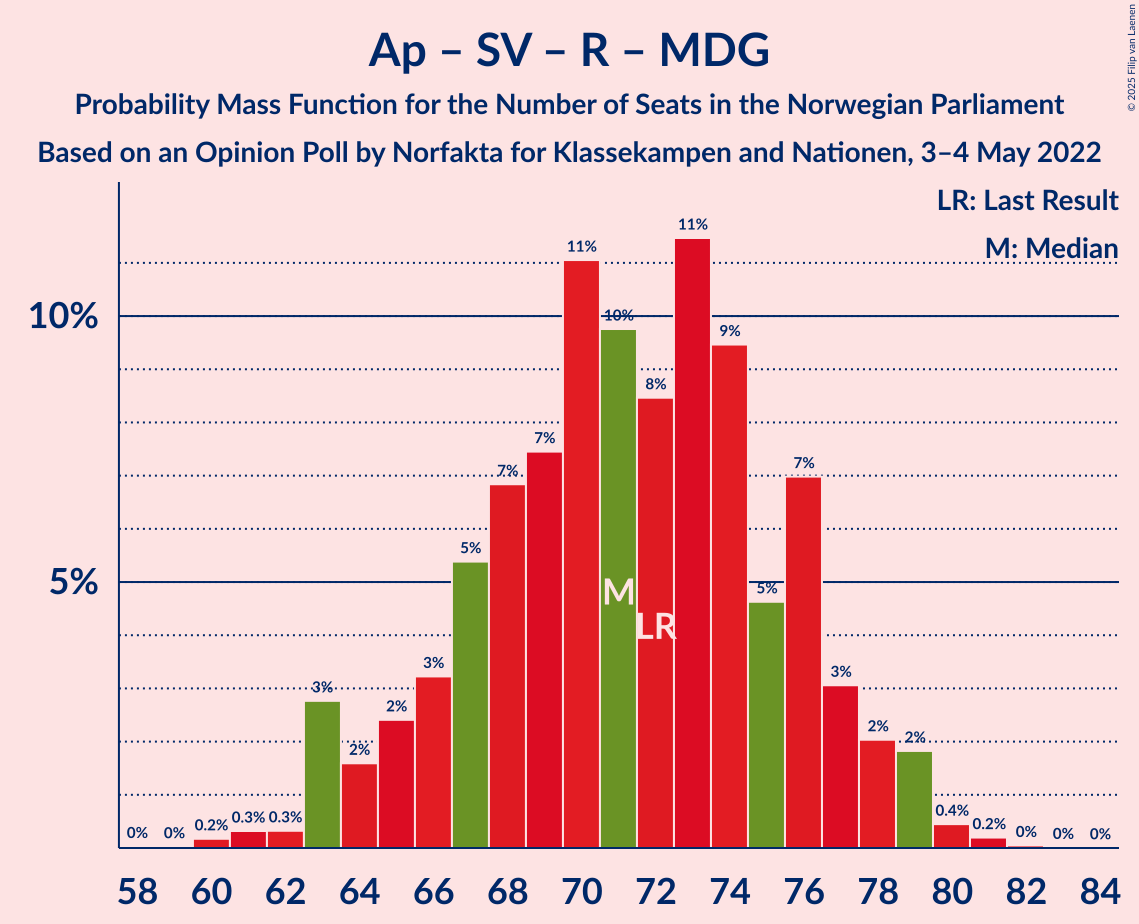 Ap – SV – R – MDG
Probability Mass Function for the Number of Seats in the Norwegian Parliament
Based on an Opinion Poll by Norfakta for Klassekampen and Nationen, 3–4 May 2022
© 2025 Filip van Laenen
LR: Last Result
M: Median
10%
5%
0% 0% 0.2% 0.3% 0.3% 3% 2% 2% 3% 5% 7% 7% 11% 10% 8% 11% 9% 5% 7% 3% 2% 2% 0.4% 0.2% 0% 0% 0%
M
LR
58 60 62 64 66 68 70 72 74 76 78 80 82 84